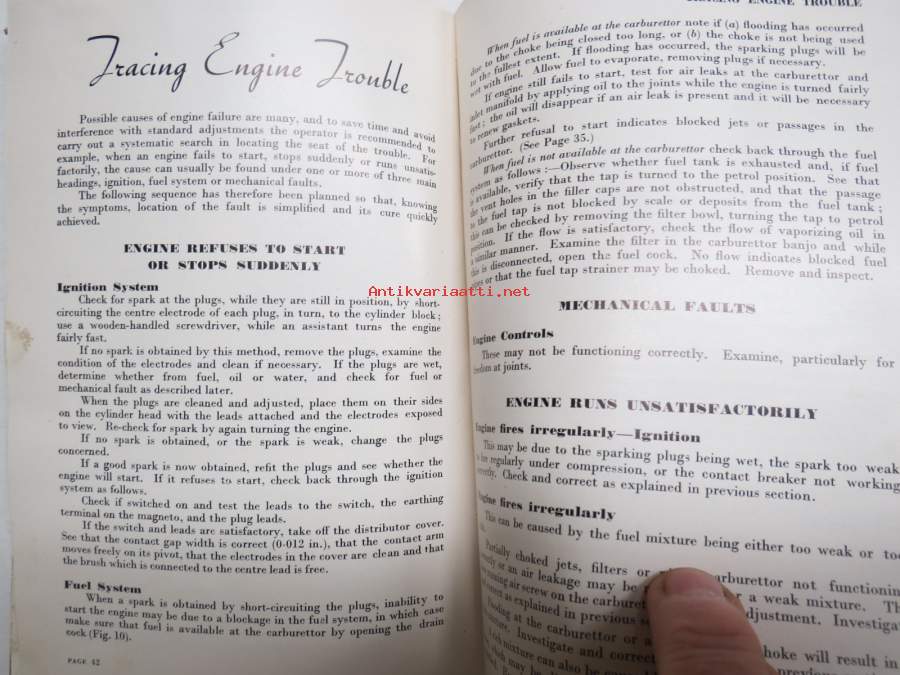 Tracing Engine Trouble
Possible causes of engine failure are many, and to save time and avoid
interference with standard adjustments the operator is recommended to
carry out a systematic search in locating the seat of the trouble. For
example, when an engine fails to start, stops suddenly or runs unsatis-
factorily, the cause can usually be found under one or more of three main
headings, ignition, fuel system or mechanical faults.
The following sequence has therefore been planned so that, knowing
the symptoms, location of the fault is simplified and its cure quickly
achieved.
ENGINE REFUSES TO START
OR STOPS SUDDENLY
Ignition System
Check for spark at the plugs, while they are still in position, by short-
circuiting the centre electrode of each plug, in turn, to the cylinder block;
use a wooden-handled screwdriver, while an assistant turns the engine
fairly fast.
If no spark is obtained by this method, remove the plugs, examine the
condition of the electrodes and clean if necessary. If the plugs are wet,
determine whether from fuel, oil or water, and check for fuel or
mechanical fault as described later.
When the plugs are cleaned and adjusted, place them on their sides
on the cylinder head with the leads attached and the electrodes exposed
to view. Re-check for spark by again turning the engine.
If no spark is obtained, or the spark is weak, change the plugs
concerned.
If a good spark is now obtained, refit the plugs and see whether the
engine will start. If it refuses to start, check back through the ignition
system as follows.
Check if switched on and test the leads to the switch, the earthing
terminal on the magneto, and the plug leads.
If the switch and leads are satisfactory, take off the distributor cover.
See that the contact gap width is correct (0·012 in.), that the contact arm
moves freely on its pivot, that the electrodes in the cover are clean and that
the brush which is connected to the centre lead is free.
Fuel System
When a spark is obtained by short-circuiting the plugs, inability to
start the engine may be due to a blockage in the fuel system, in which case
make sure that fuel is available at the carburettor by opening the drain
cock (Fig. 10).
PAGE 42
ENGINE TROUBLE
When fuel is available at the carburettor note if (a) flooding has occurred
due to the choke being closed too long, or (b) the choke is not being used
to the fullest extent. If flooding has occurred, the sparking plugs will be
wet with fuel. Allow fuel to evaporate, removing plugs if necessary.
If engine still fails to start, test for air leaks at the carburettor and
inlet manifold by applying oil to the joints while the engine is turned fairly
fast; the oil will disappear if an air leak is present and it will be necessary
to renew gaskets.
Further refusal to start indicates blocked jets or passages in the
carburettor. (See Page 35.)
When fuel is not available at the carburettor check back through the fuel
system as follows:—Observe whether fuel tank is exhausted and, if fuel
is available, verify that the tap is turned to the petrol position. See that
the vent holes in the filler caps are not obstructed, and that the passage
to the fuel tap is not blocked by scale or deposits from the fuel tank;
this can be checked by removing the filter bowl, turning the tap to petrol
position. If the flow is satisfactory, check the flow of vaporizing oil in
a similar manner. Examine the filter in the carburettor banjo and while
this is disconnected, open the fuel cock. No flow indicates blocked fuel
or that the fuel tap strainer may be choked. Remove and inspect.
Antikvariaatti.net
MECHANICAL FAULTS
Engine Controls
These may not be functioning correctly. Examine, particularly for
at joints.
ENGINE RUNS UNSATISFACTORILY
Engine fires irregularly—Ignition
This may be due to the sparking plugs being wet, the spark too weak
regularly under compression, or the contact breaker not working
Check and correct as explained in previous section.
Engine fires irregularly
This can be caused by the fuel mixture being either too weak or too
Partially choked jets, filters or carburettor not functioning
or an air leakage may be for a weak mixture.
running air screw on the carburettor adjustment. Investigate
correct as explained in previous
Flooding at the carburettor or a choke will result in
Investigate and correct
rich mixture can also be